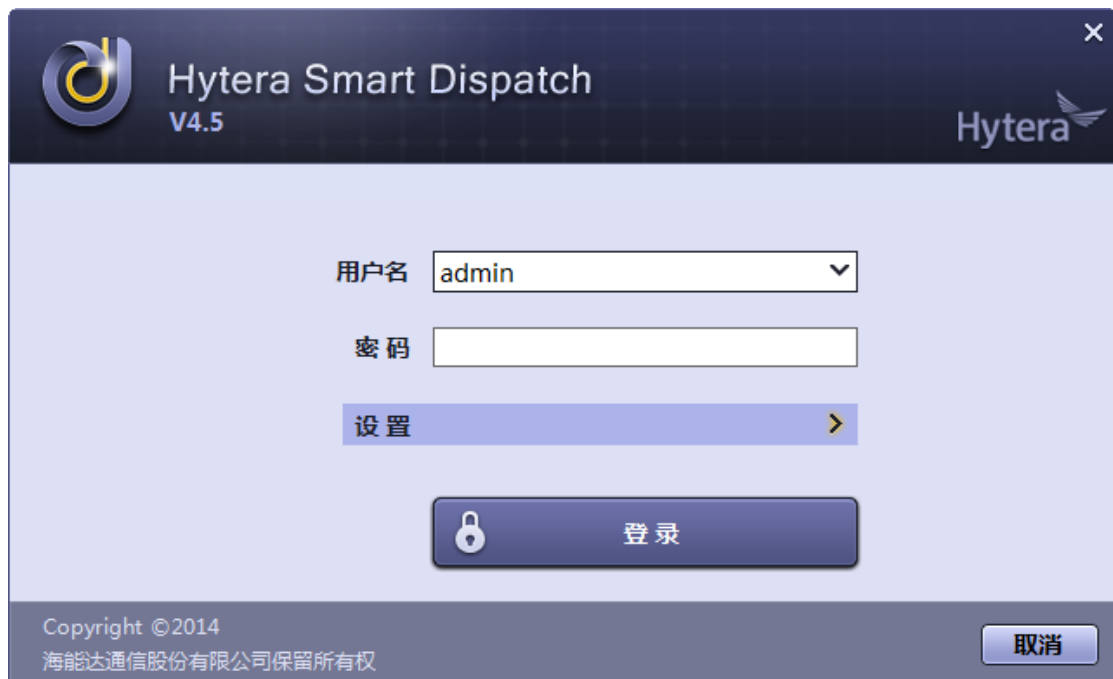 Hytera Smart Dispatch
V4.5
Hytera
用户名 admin
密码
设置
登录
Copyright ©2014
海能达通信股份有限公司保留所有权
取消